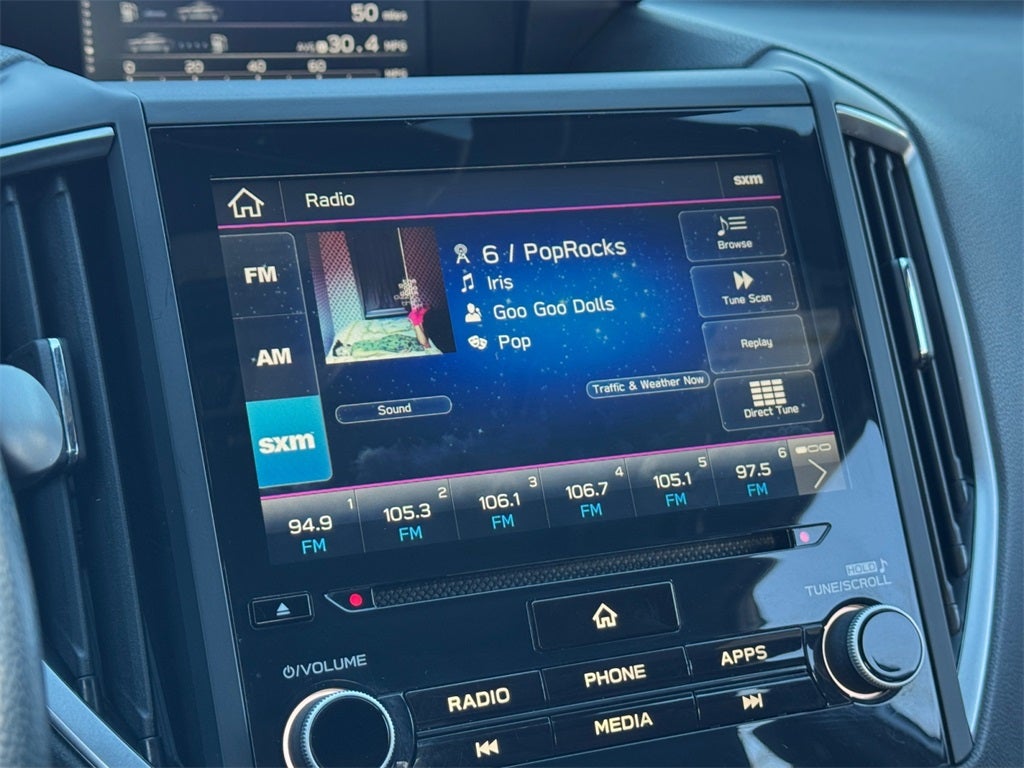 50 miles
AVG 30.4 MPG
0 20 40 60 MPG
Radio
sxm
FM
AM
sxm
6 / PopRocks
Iris
Goo Goo Dolls
Pop
Browse
Tune Scan
Replay
Direct Tune
Traffic & Weather Now
Sound
1 2 3 4 5 6
94.9 105.3 106.1 106.7 105.1 97.5
FM FM FM FM FM FM
HOLD
TUNE/SCROLL
/VOLUME
RADIO PHONE APPS
MEDIA